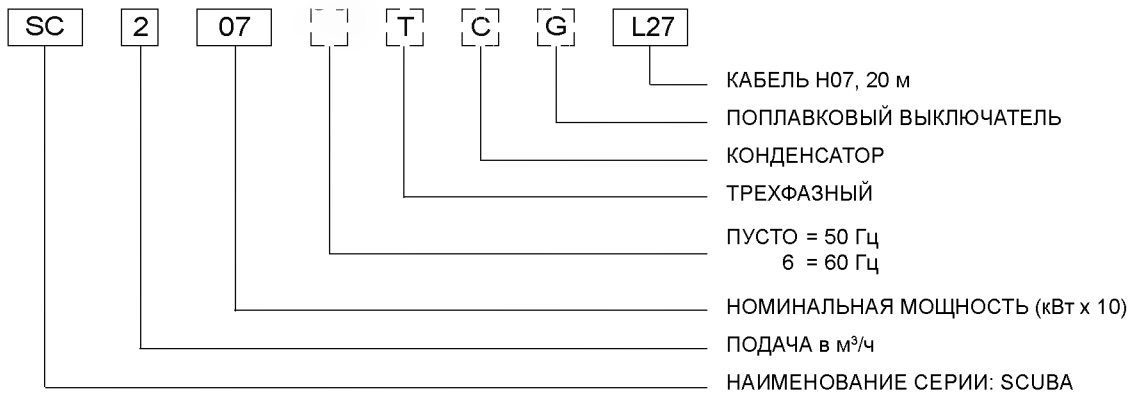 SC 2 07 T C G L27
КАБЕЛЬ H07, 20 м
ПОПЛАВКОВЫЙ ВЫКЛЮЧАТЕЛЬ
КОНДЕНСАТОР
ТРЕХФАЗНЫЙ
ПУСТО = 50 Гц
6 = 60 Гц
НОМИНАЛЬНАЯ МОЩНОСТЬ (кВт х 10)
ПОДАЧА в м³/ч
НАИМЕНОВАНИЕ СЕРИИ: SCUBA